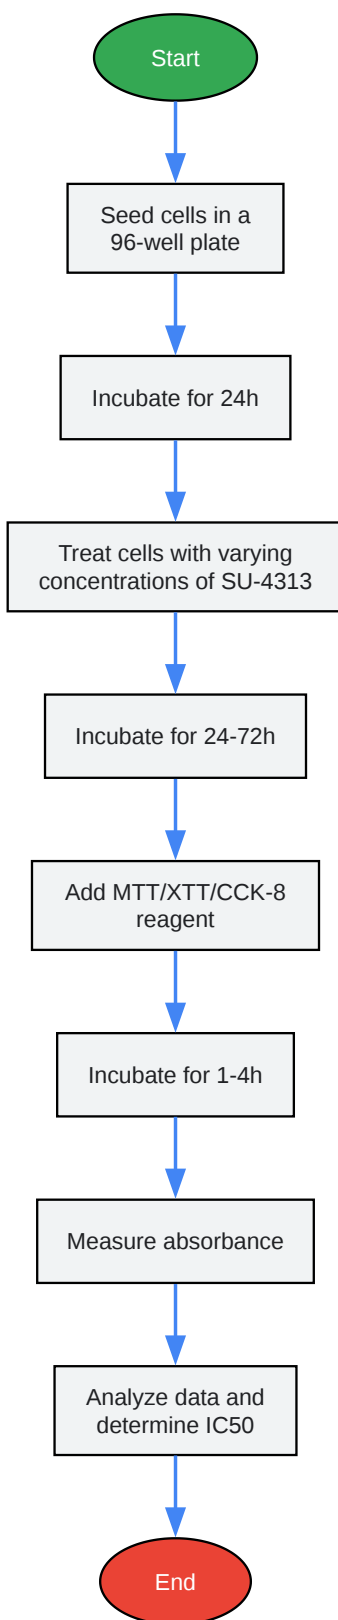 Start
Seed cells in a
96-well plate
Incubate for 24h
Treat cells with varying
concentrations of SU-4313
Incubate for 24-72h
Add MTT/XTT/CCK-8
reagent
Incubate for 1-4h
Measure absorbance
Analyze data and
determine IC50
End